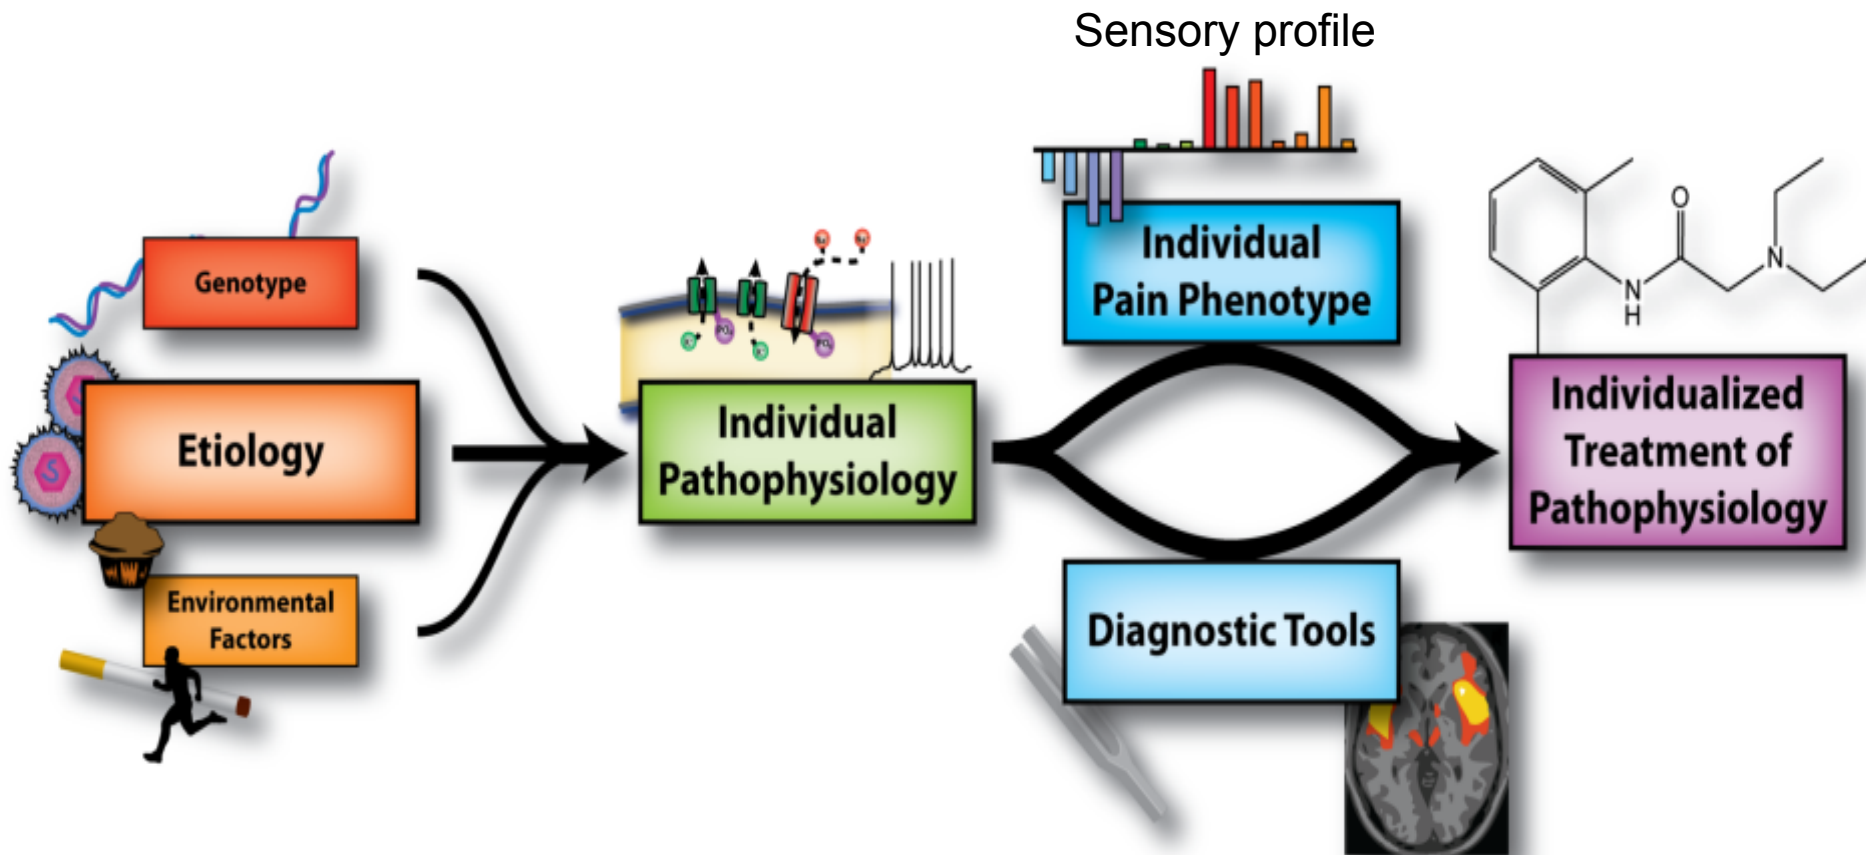 Sensory profile
Genotype
Etiology
Environmental
Factors
Individual
Pathophysiology
Individual
Pain Phenotype
Diagnostic Tools
O
N
H
N
Individualized
Treatment of
Pathophysiology